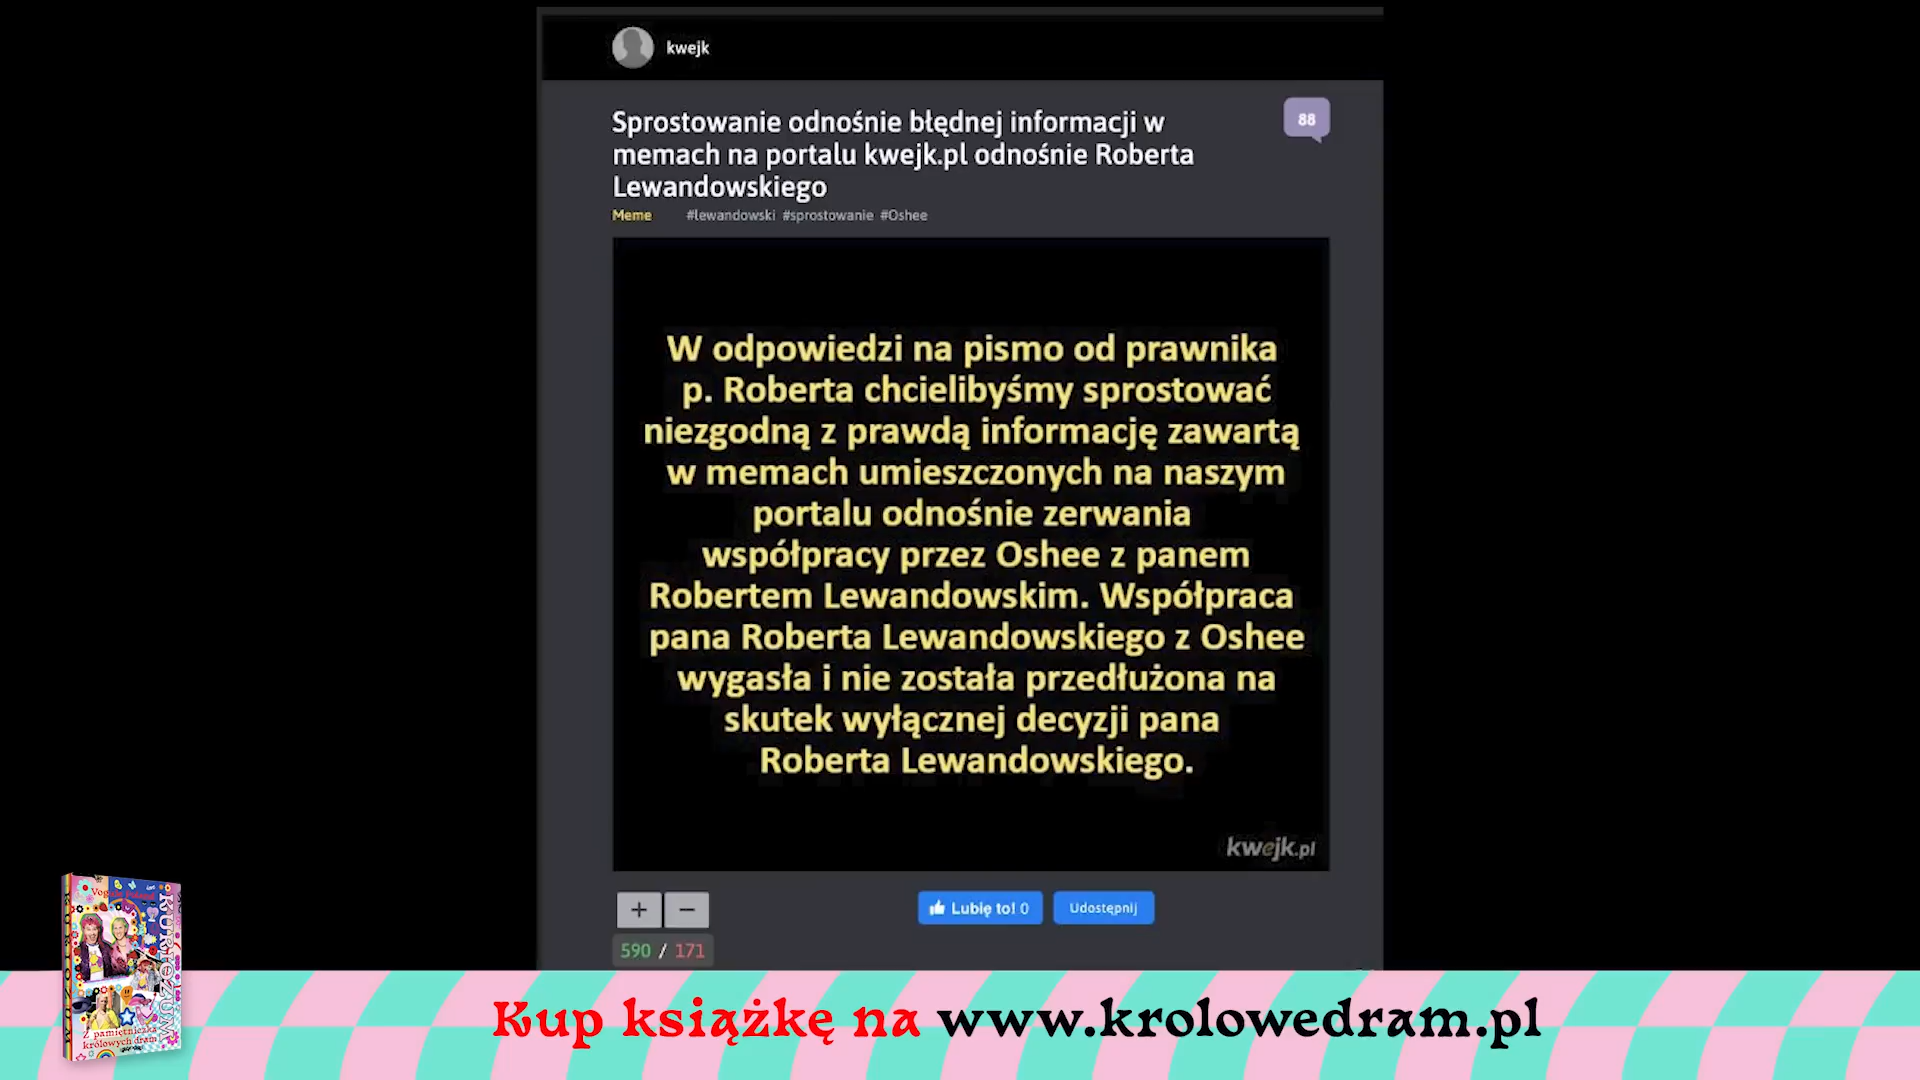 kwejk
Sprostowanie odnośnie błędnej informacji w
memach na portalu kwejk.pl odnośnie Roberta
Lewandowskiego
88
Meme #lewandowski #sprostowanie #Oshee
W odpowiedzi na pismo od prawnika
p. Roberta chcielibyśmy sprostować
niezgodną z prawdą informację zawartą
w memach umieszczonych na naszym
portalu odnośnie zerwania
współpracy przez Oshee z panem
Robertem Lewandowskim. Współpraca
pana Roberta Lewandowskiego z Oshee
wygasła i nie została przedłużona na
skutek wyłącznej decyzji pana
Roberta Lewandowskiego.
kwejk.pl
+ −
Lubię to! 0
Udostępnij
590 / 171
Z pamiętniczka
królowych dram
Kup książkę na www.krolowedram.pl